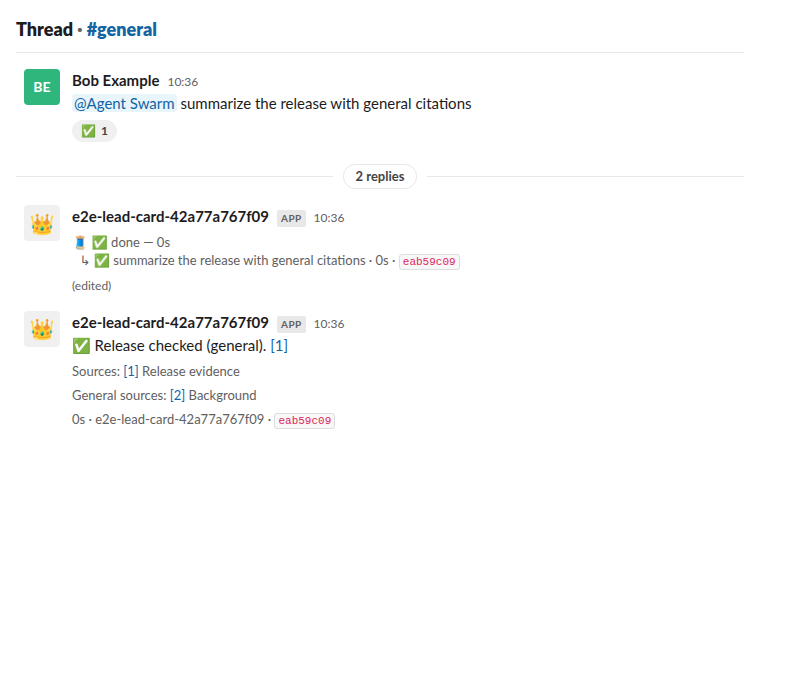 Thread · #general
BE
Bob Example 10:36
@Agent Swarm summarize the release with general citations
✅ 1
2 replies
e2e-lead-card-42a77a767f09 APP 10:36
🧵 ✅ done — 0s
↳ ✅ summarize the release with general citations · 0s · eab59c09
(edited)
e2e-lead-card-42a77a767f09 APP 10:36
✅ Release checked (general). [1]
Sources: [1] Release evidence
General sources: [2] Background
0s · e2e-lead-card-42a77a767f09 · eab59c09